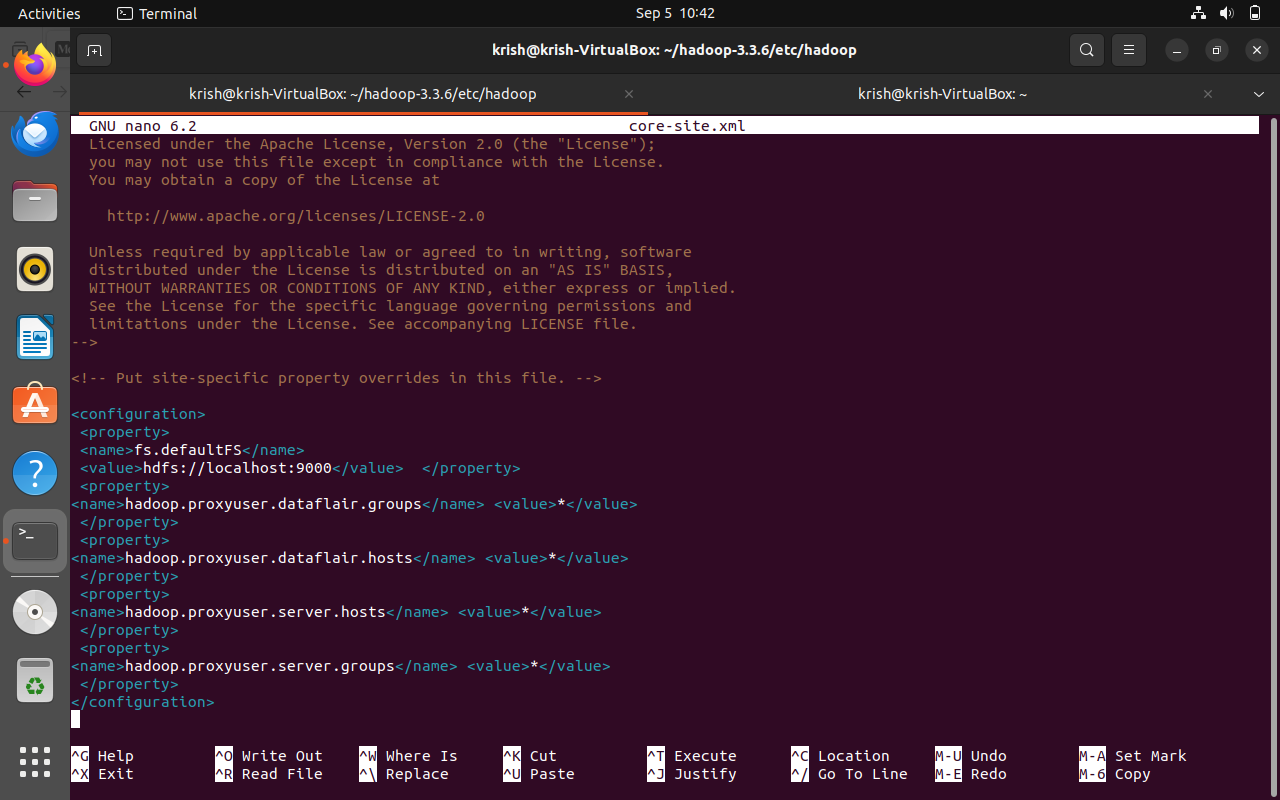 Activities Terminal Sep 5 10:42
krish@krish-VirtualBox: ~/hadoop-3.3.6/etc/hadoop
krish@krish-VirtualBox: ~/hadoop-3.3.6/etc/hadoop × krish@krish-VirtualBox: ~ ×
GNU nano 6.2 core-site.xml
Licensed under the Apache License, Version 2.0 (the "License");
you may not use this file except in compliance with the License.
You may obtain a copy of the License at
http://www.apache.org/licenses/LICENSE-2.0
Unless required by applicable law or agreed to in writing, software
distributed under the License is distributed on an "AS IS" BASIS,
WITHOUT WARRANTIES OR CONDITIONS OF ANY KIND, either express or implied.
See the License for the specific language governing permissions and
limitations under the License. See accompanying LICENSE file.
-->
<!-- Put site-specific property overrides in this file. -->
<configuration>
<property>
<name>fs.defaultFS</name>
<value>hdfs://localhost:9000</value> </property>
<property>
<name>hadoop.proxyuser.dataflair.groups</name> <value>*</value>
</property>
<property>
<name>hadoop.proxyuser.dataflair.hosts</name> <value>*</value>
</property>
<property>
<name>hadoop.proxyuser.server.hosts</name> <value>*</value>
</property>
<property>
<name>hadoop.proxyuser.server.groups</name> <value>*</value>
</property>
</configuration>
^G Help ^O Write Out ^W Where Is ^K Cut ^T Execute ^C Location M-U Undo M-A Set Mark
^X Exit ^R Read File ^\ Replace ^U Paste ^J Justify ^/ Go To Line M-E Redo M-6 Copy